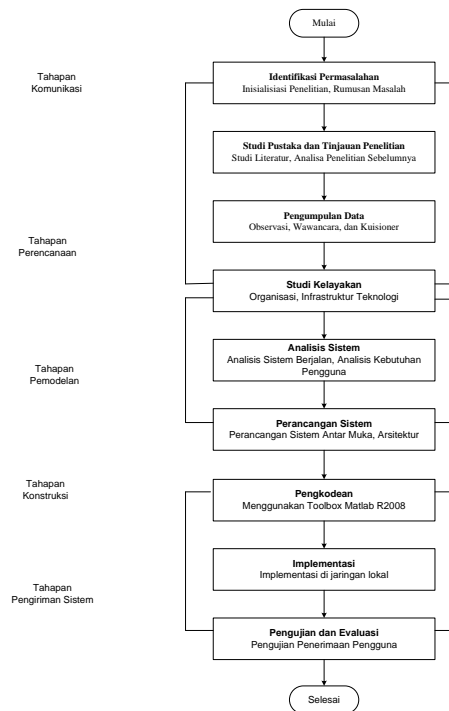 Mulai
Tahapan
Komunikasi
Identifikasi Permasalahan
Inisialisiasi Penelitian, Rumusan Masalah
Studi Pustaka dan Tinjauan Penelitian
Studi Literatur, Analisa Penelitian Sebelumnya
Pengumpulan Data
Observasi, Wawancara, dan Kuisioner
Tahapan
Perencanaan
Studi Kelayakan
Organisasi, Infrastruktur Teknologi
Analisis Sistem
Analisis Sistem Berjalan, Analisis Kebutuhan
Pengguna
Tahapan
Pemodelan
Perancangan Sistem
Perancangan Sistem Antar Muka, Arsitektur
Tahapan
Konstruksi
Pengkodean
Menggunakan Toolbox Matlab R2008
Implementasi
Implementasi di jaringan lokal
Tahapan
Pengiriman Sistem
Pengujian dan Evaluasi
Pengujian Penerimaan Pengguna
Selesai